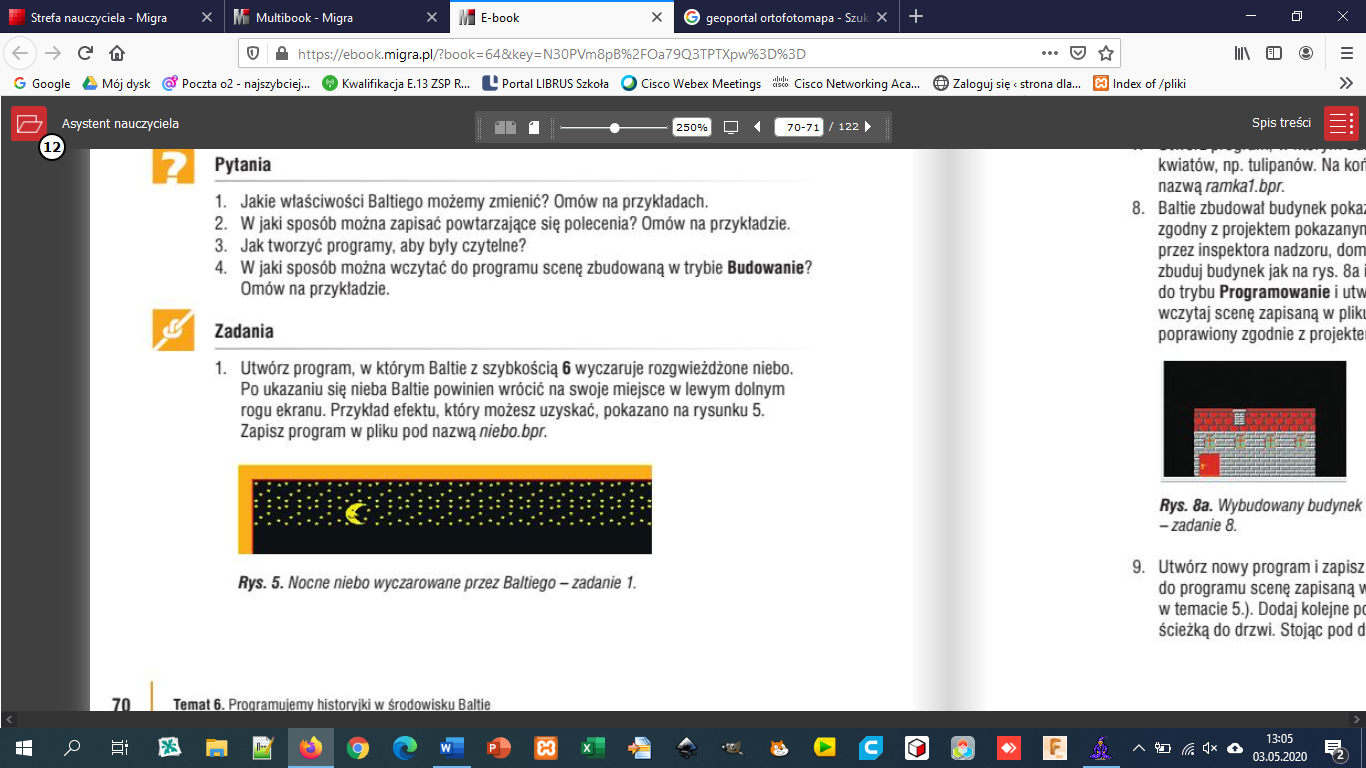 Strefa nauczyciela - Migra
Multibook - Migra
E-book
geoportal ortofotomapa - Szuk
https://ebook.migra.pl/?book=64&key=N30PVm8pB%2FOa79Q3TPTXpw%3D%3D
Google
Mój dysk
Poczta o2 - najszybciej...
Kwalifikacja E.13 ZSP R...
Portal LIBRUS Szkoła
Cisco Webex Meetings
Cisco Networking Aca...
Zaloguj się ‹ strona dla...
Index of /pliki
Asystent nauczyciela
12
250%
70-71 / 122
Spis treści
Pytania
1. Jakie właściwości Baltiego możemy zmienić? Omów na przykładach.
2. W jaki sposób można zapisać powtarzające się polecenia? Omów na przykładzie.
3. Jak tworzyć programy, aby były czytelne?
4. W jaki sposób można wczytać do programu scenę zbudowaną w trybie Budowanie?
Omów na przykładzie.
Zadania
1. Utwórz program, w którym Baltie z szybkością 6 wyczaruje rozgwieżdżone niebo.
Po ukazaniu się nieba Baltie powinien wrócić na swoje miejsce w lewym dolnym
rogu ekranu. Przykład efektu, który możesz uzyskać, pokazano na rysunku 5.
Zapisz program w pliku pod nazwą niebo.bpr.
Rys. 5. Nocne niebo wyczarowane przez Baltiego – zadanie 1.
70
Temat 6. Programujemy historyjki w środowisku Baltie
kwiatów, np. tulipanów. Na koń
nazwą ramka1.bpr.
8. Baltie zbudował budynek pokaz
zgodny z projektem pokazanym
przez inspektora nadzoru, dom
zbuduj budynek jak na rys. 8a i
do trybu Programowanie i utw
wczytaj scenę zapisaną w pliku
poprawiony zgodnie z projekte
Rys. 8a. Wybudowany budynek
– zadanie 8.
9. Utwórz nowy program i zapisz
do programu scenę zapisaną w
w temacie 5.). Dodaj kolejne po
ścieżką do drzwi. Stojąc pod d
13:05
03.05.2020
2